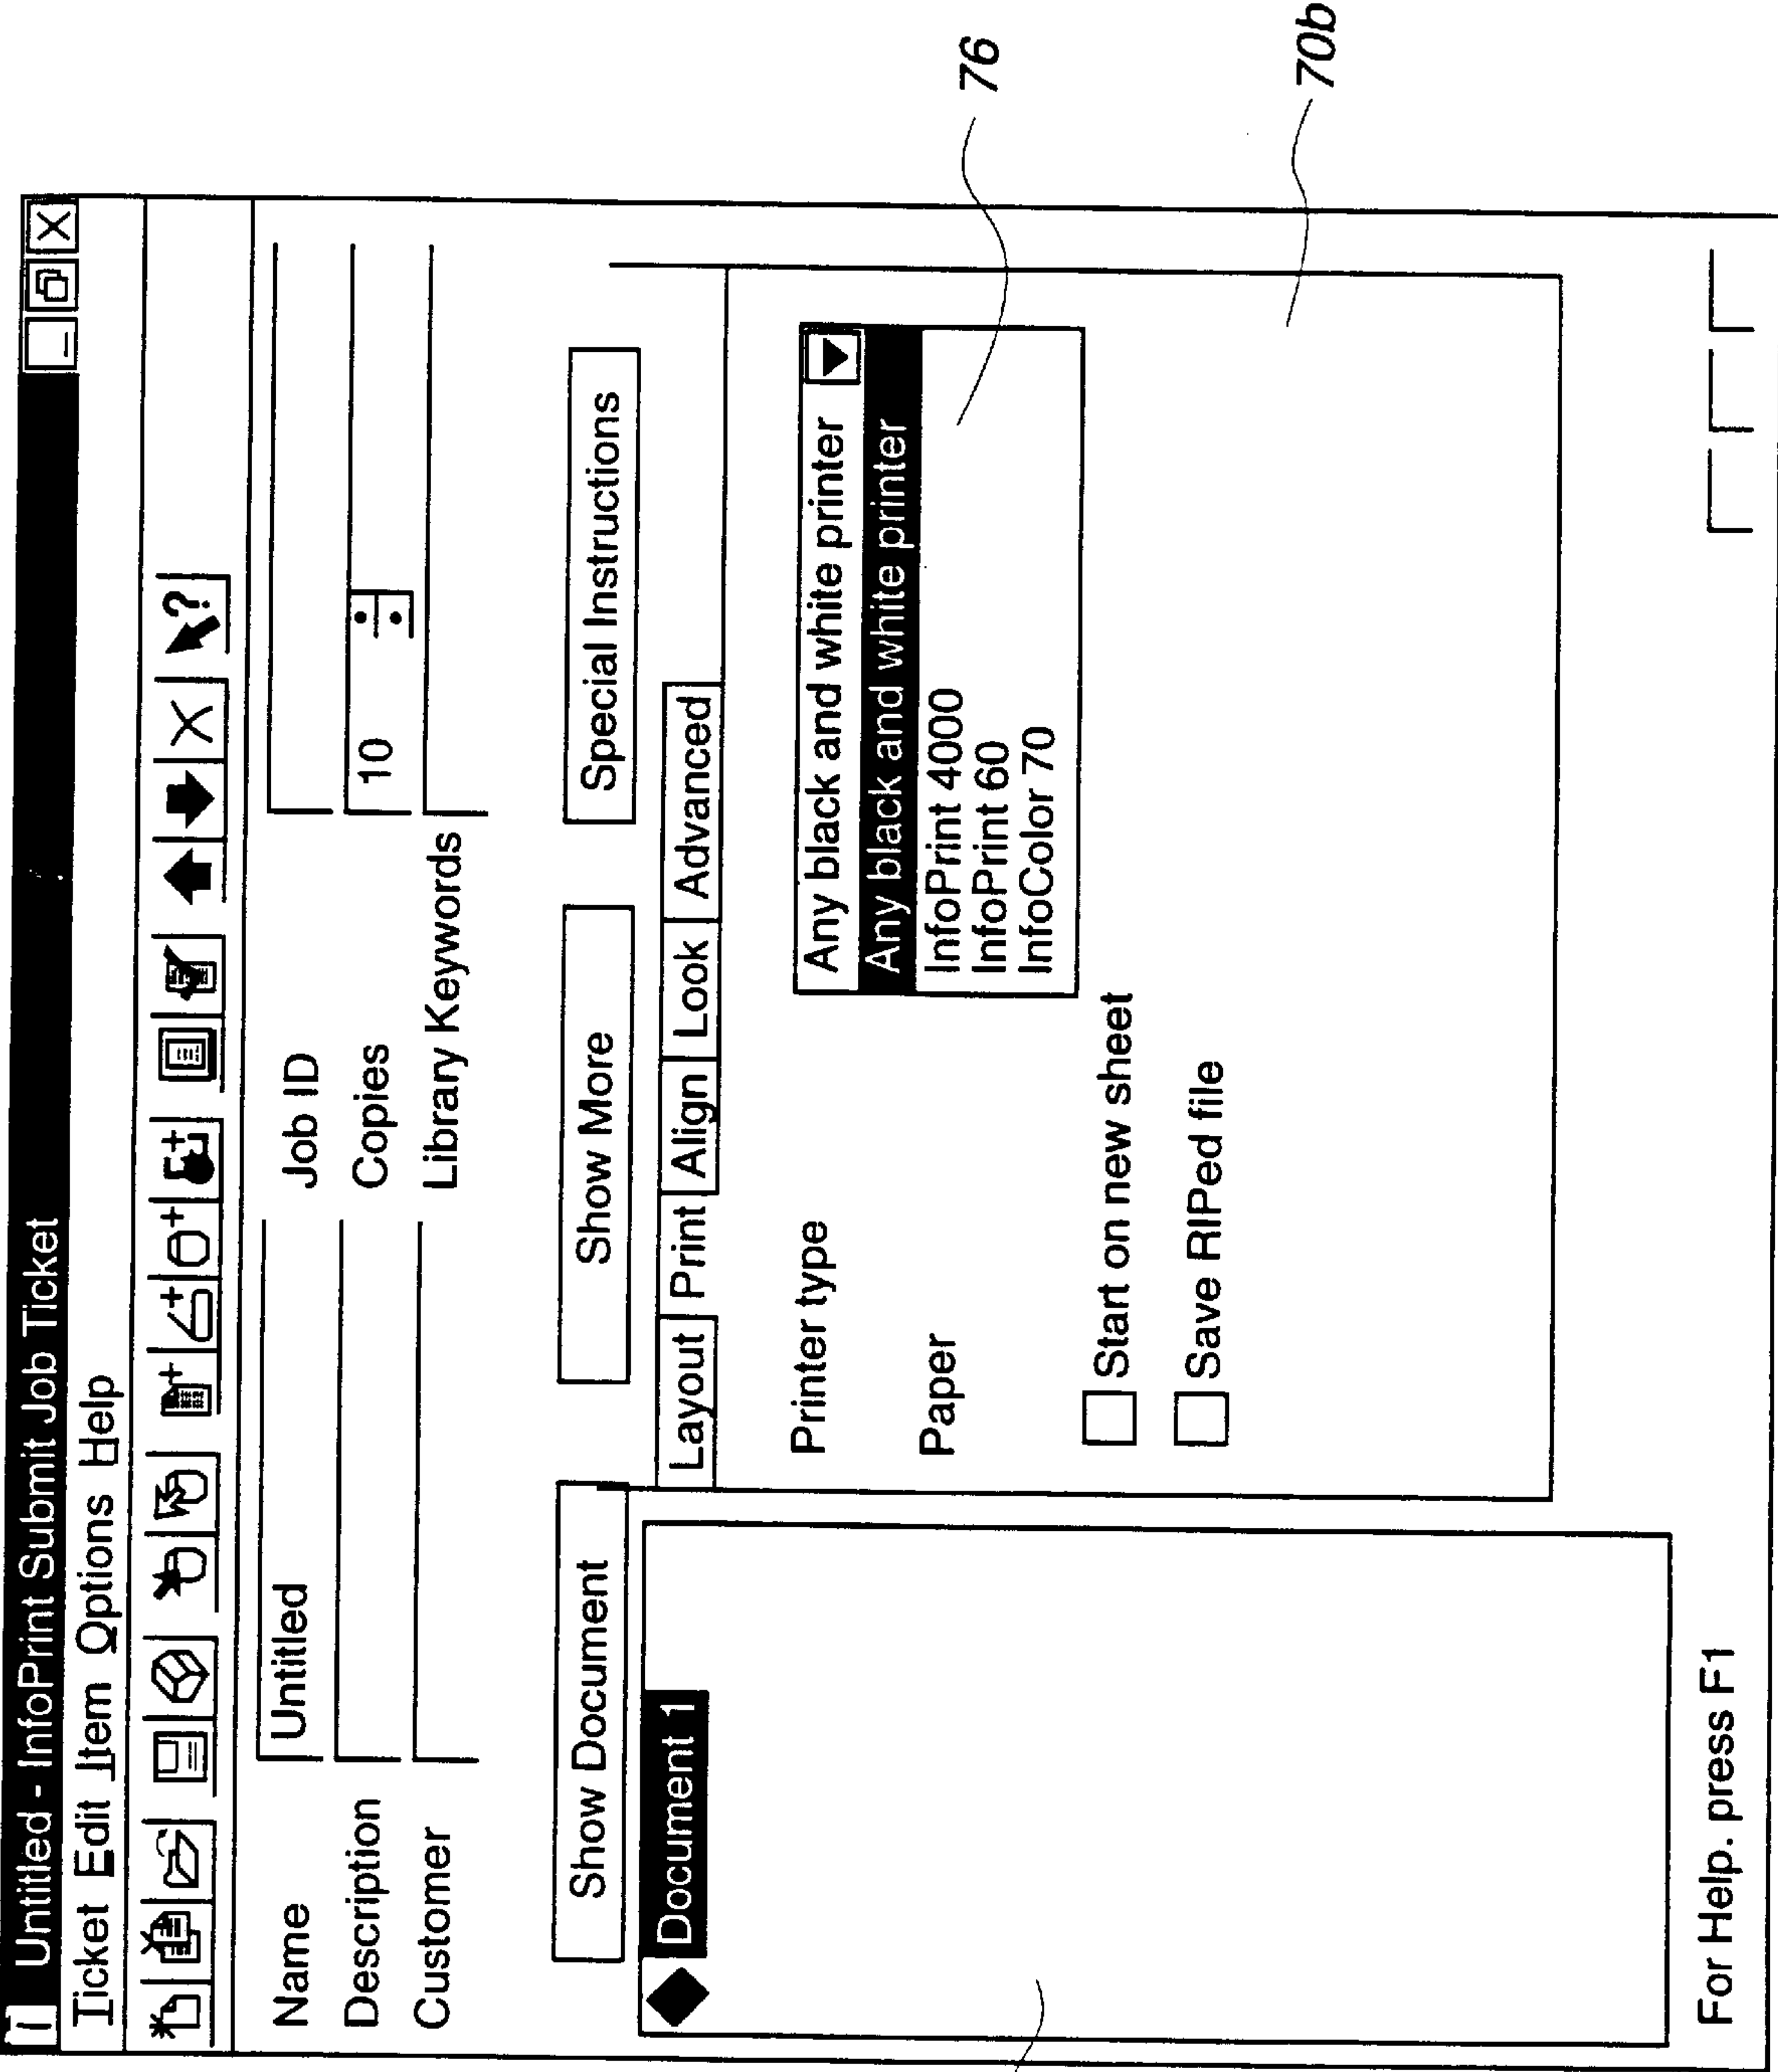 Untitled - InfoPrint Submit Job Ticket
Ticket Edit Item Options Help
Name Untitled Job ID
Description Copies 10
Customer Library Keywords
Show Document Show More Special Instructions
Document 1
Layout Print Align Look Advanced
Printer type Any black and white printer
Any black and white printer
Paper InfoPrint 4000
InfoPrint 60
InfoColor 70
76
Start on new sheet
Save RIPed file
70b
For Help. press F1